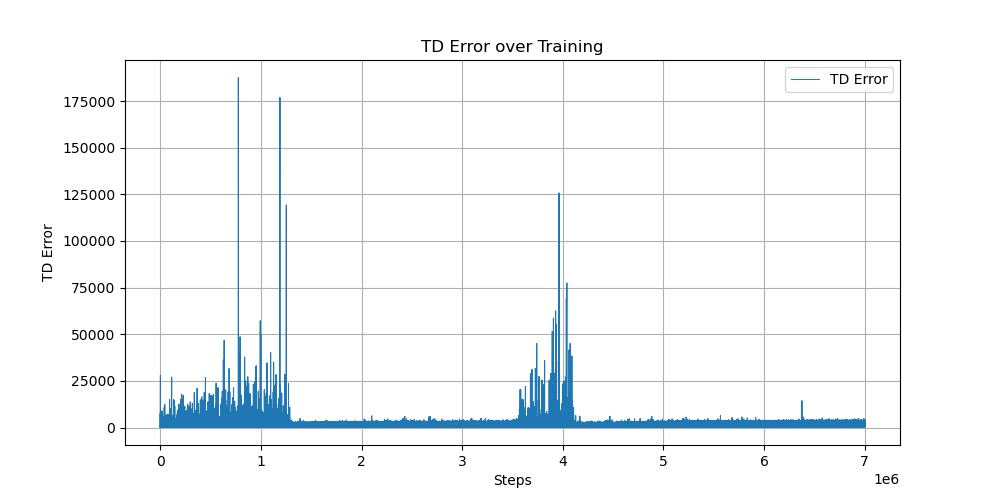 TD Error over Training
TD Error
175000
150000
125000
100000
75000
50000
25000
0
TD Error
0 1 2 3 4 5 6 7
1e6
Steps